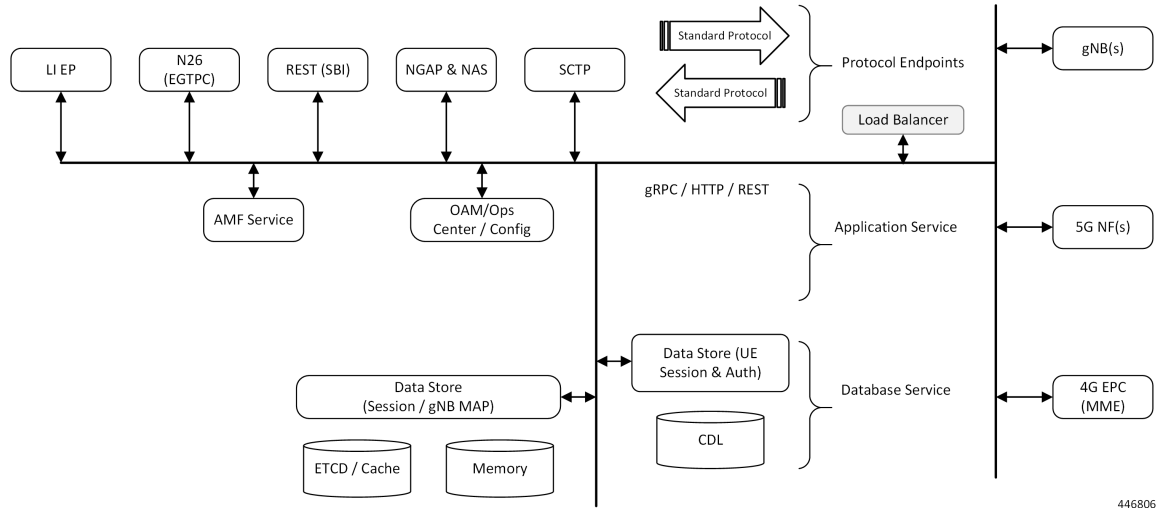 Standard Protocol
LI EP
N26
(EGTPC)
REST (SBI)
NGAP & NAS
SCTP
Protocol Endpoints
gNB(s)
Standard Protocol
Load Balancer
gRPC / HTTP / REST
AMF Service
OAM/Ops
Center / Config
Application Service
5G NF(s)
Data Store (UE
Session & Auth)
Data Store
(Session / gNB MAP)
Database Service
4G EPC
(MME)
CDL
ETCD / Cache
Memory
446806